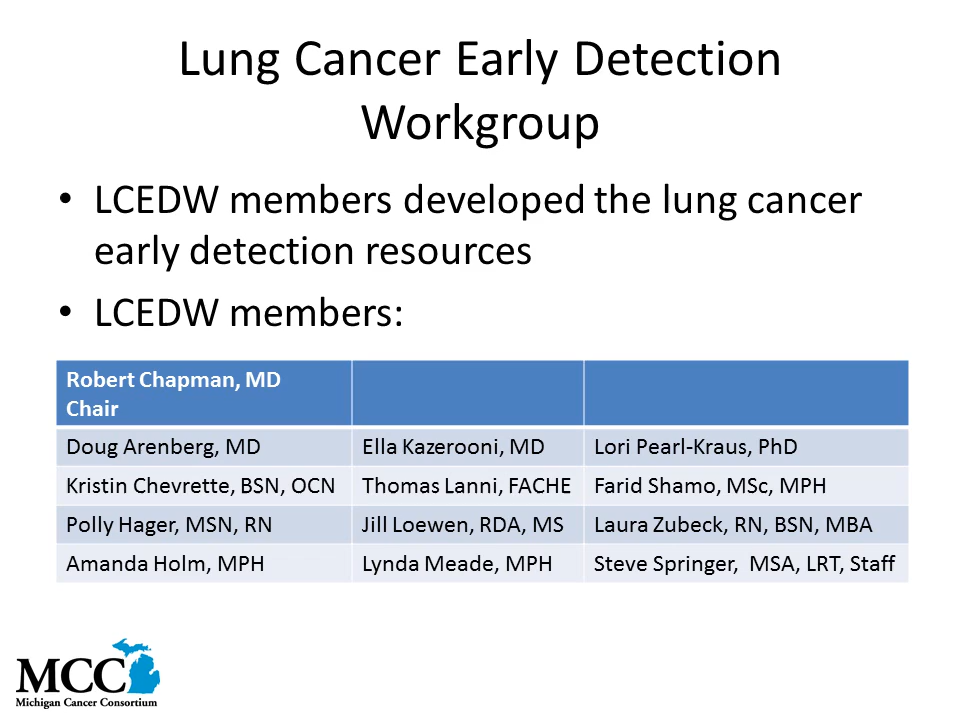 Lung Cancer Early Detection
Workgroup
• LCEDW members developed the lung cancer
early detection resources
• LCEDW members:
Robert Chapman, MD
Chair
Doug Arenberg, MD Ella Kazerooni, MD Lori Pearl-Kraus, PhD
Kristin Chevrette, BSN, OCN Thomas Lanni, FACHE Farid Shamo, MSc, MPH
Polly Hager, MSN, RN Jill Loewen, RDA, MS Laura Zubeck, RN, BSN, MBA
Amanda Holm, MPH Lynda Meade, MPH Steve Springer, MSA, LRT, Staff
MCC
Michigan Cancer Consortium